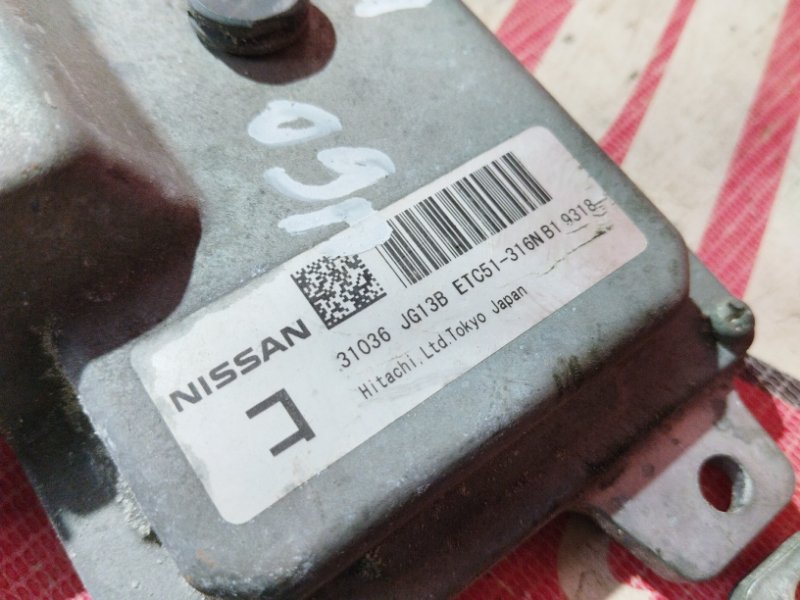 NISSAN
31036 JG13B ETC51-316N B1 9318
Hitachi,Ltd.Tokyo Japan
コ